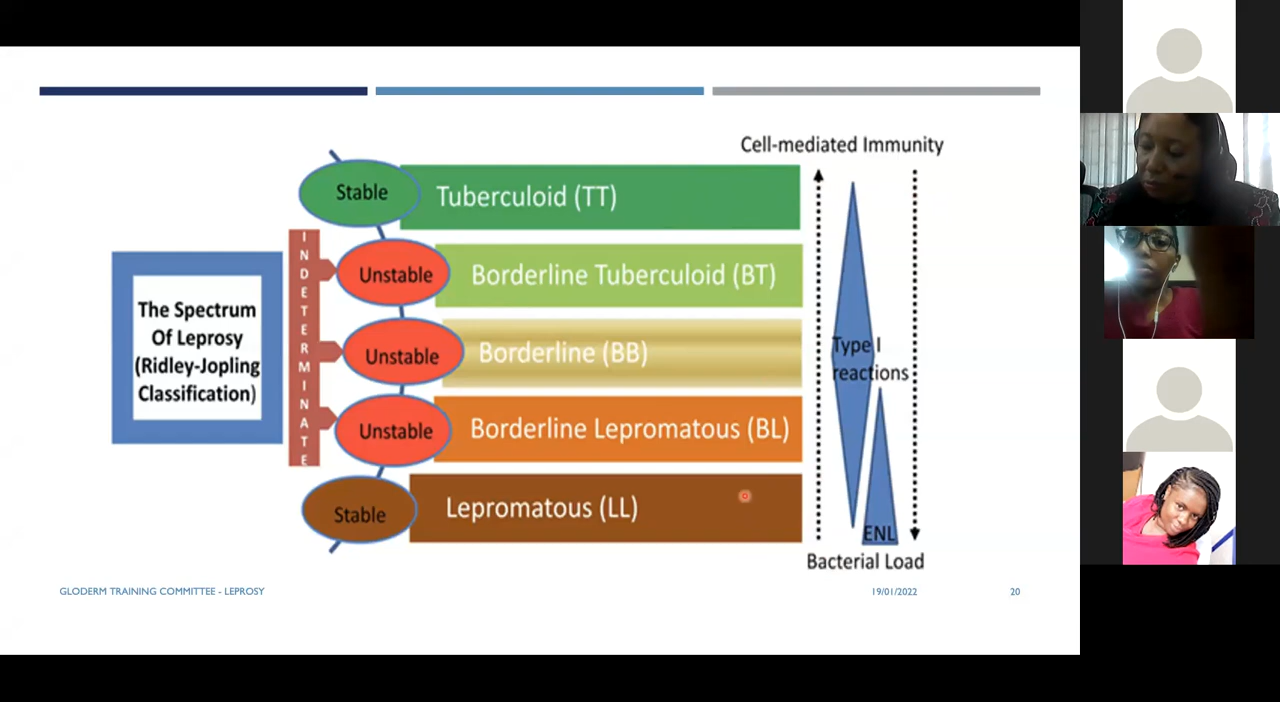 Cell-mediated Immunity
Stable
Tuberculoid (TT)
INDETERMINATE
Unstable
Borderline Tuberculoid (BT)
The Spectrum
Of Leprosy
(Ridley-Jopling
Classification)
Unstable
Borderline (BB)
Type I
reactions
Unstable
Borderline Lepromatous (BL)
Stable
Lepromatous (LL)
ENL
Bacterial Load
GLODERM TRAINING COMMITTEE - LEPROSY
19/01/2022
20